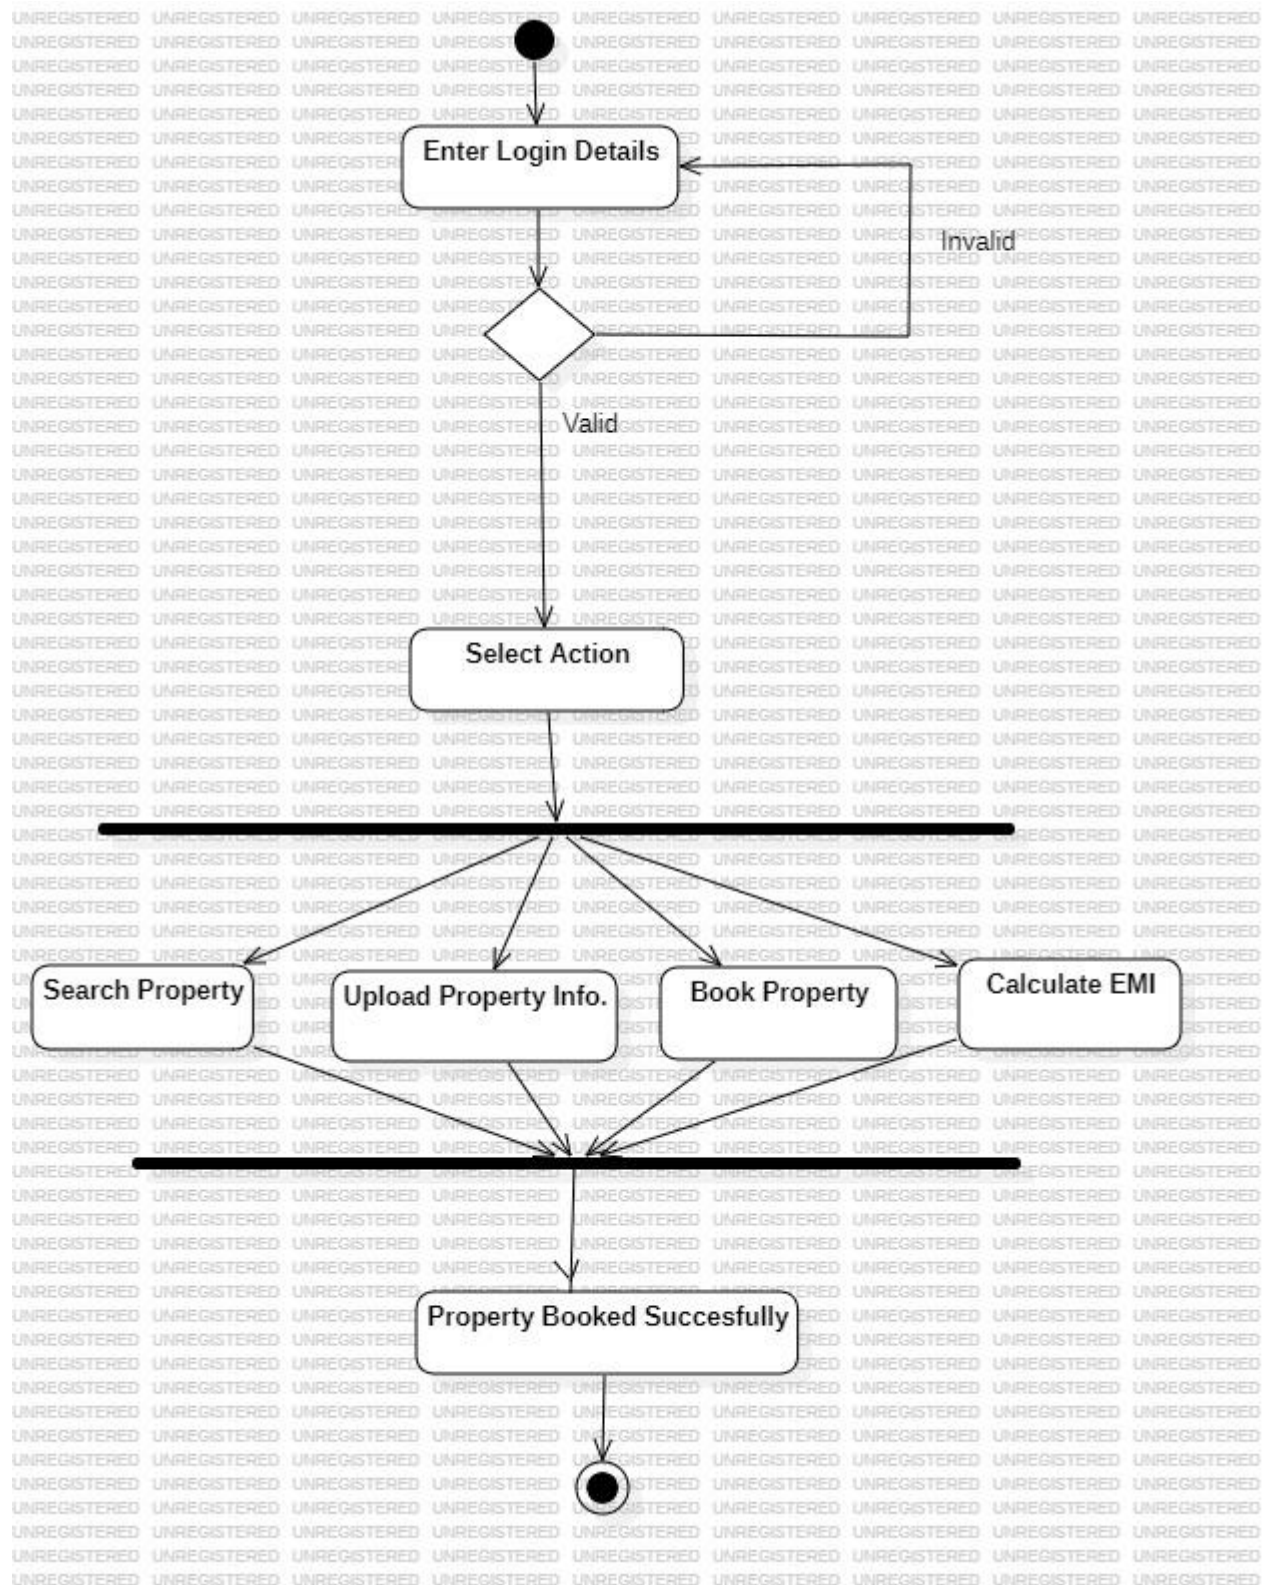 Enter Login Details
Invalid
Valid
Select Action
Search Property
Upload Property Info.
Book Property
Calculate EMI
Property Booked Succesfully
UNREGISTERED